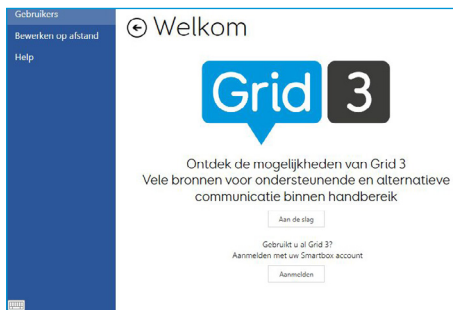 Gebruikers
Bewerken op afstand
Help
Welkom
Grid 3
Ontdek de mogelijkheden van Grid 3
Vele bronnen voor ondersteunende en alternatieve
communicatie binnen handbereik
Aan de slag
Gebruikt u al Grid 3?
Aanmelden met uw Smartbox account
Aanmelden